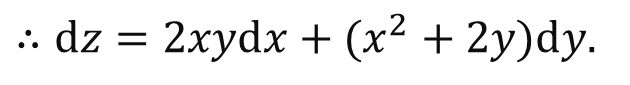 ∴ dz = 2xydx + (x² + 2y)dy.